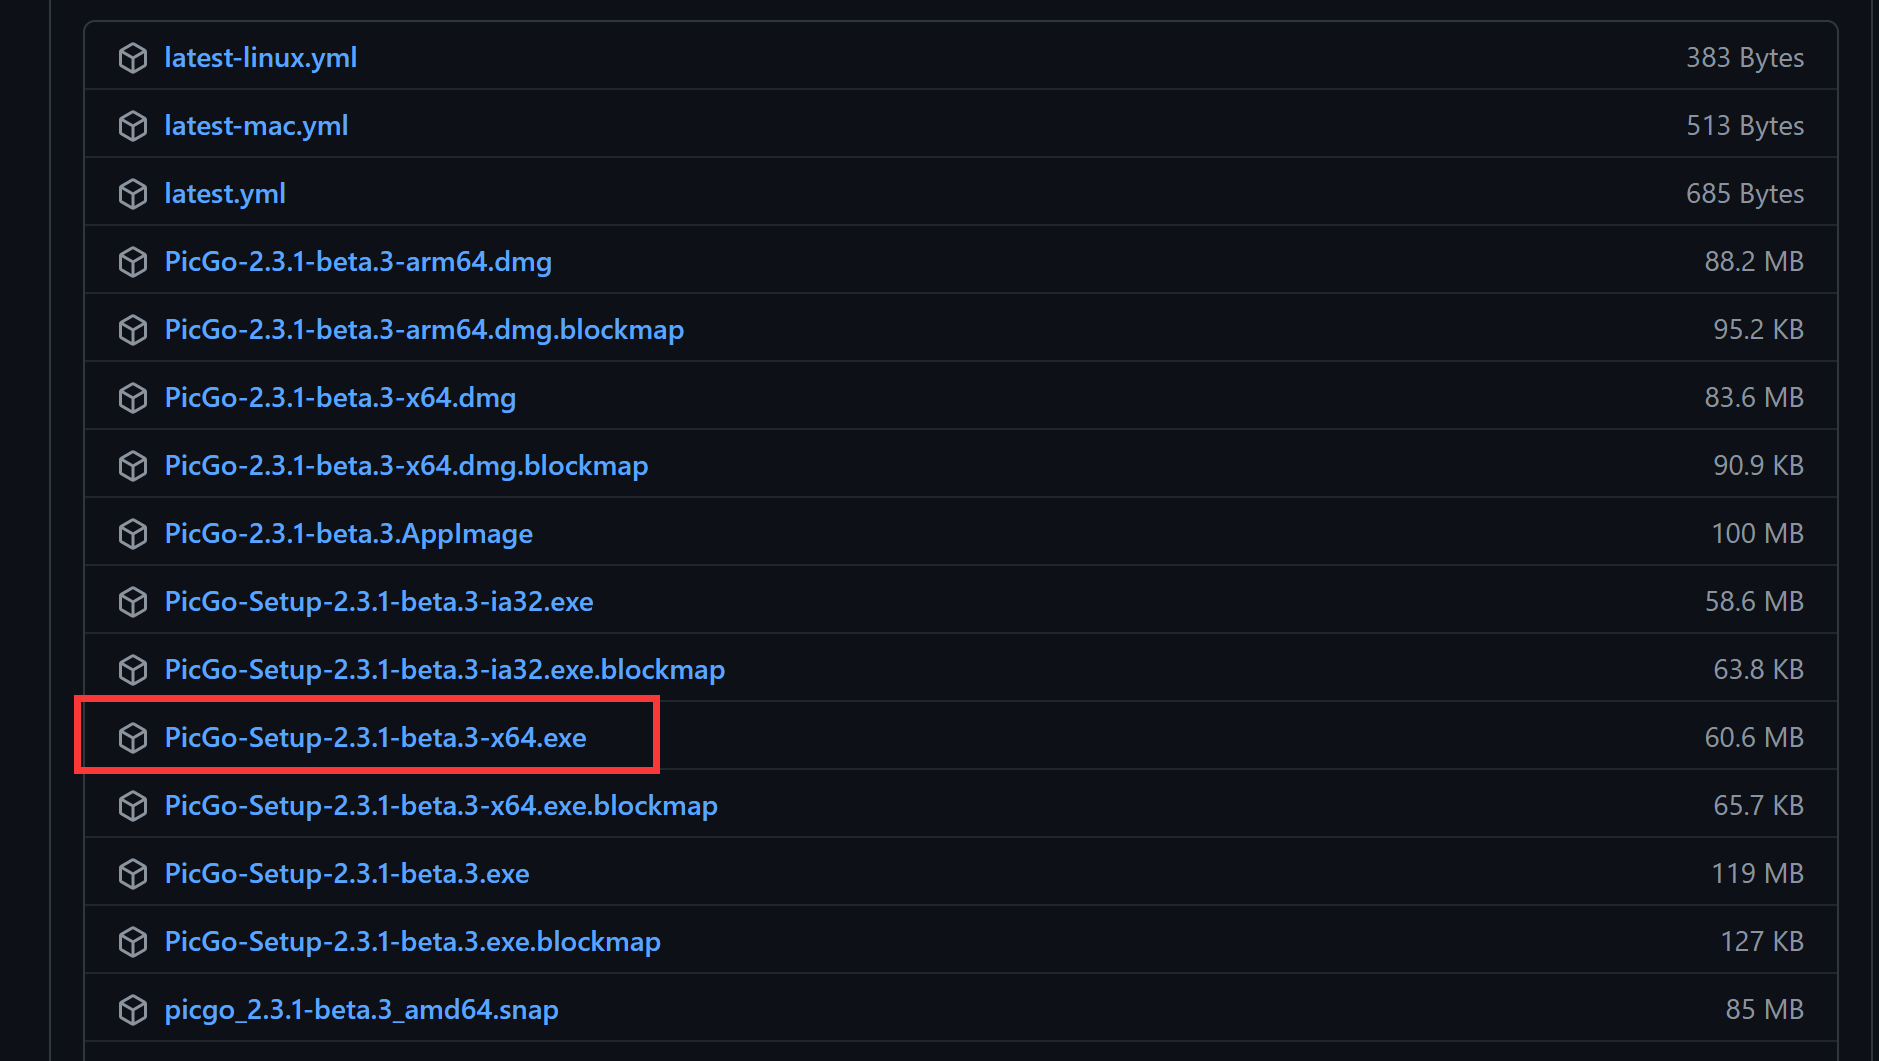 latest-linux.yml 383 Bytes
latest-mac.yml 513 Bytes
latest.yml 685 Bytes
PicGo-2.3.1-beta.3-arm64.dmg 88.2 MB
PicGo-2.3.1-beta.3-arm64.dmg.blockmap 95.2 KB
PicGo-2.3.1-beta.3-x64.dmg 83.6 MB
PicGo-2.3.1-beta.3-x64.dmg.blockmap 90.9 KB
PicGo-2.3.1-beta.3.AppImage 100 MB
PicGo-Setup-2.3.1-beta.3-ia32.exe 58.6 MB
PicGo-Setup-2.3.1-beta.3-ia32.exe.blockmap 63.8 KB
PicGo-Setup-2.3.1-beta.3-x64.exe 60.6 MB
PicGo-Setup-2.3.1-beta.3-x64.exe.blockmap 65.7 KB
PicGo-Setup-2.3.1-beta.3.exe 119 MB
PicGo-Setup-2.3.1-beta.3.exe.blockmap 127 KB
picgo_2.3.1-beta.3_amd64.snap 85 MB